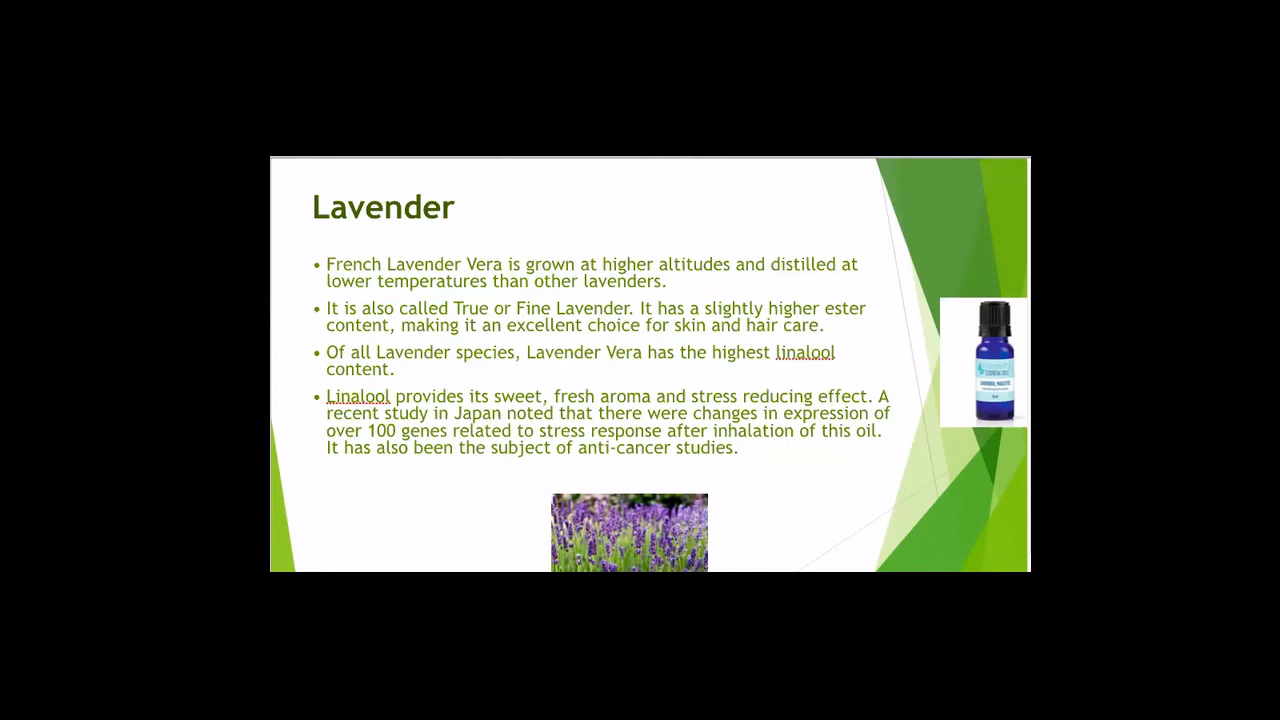 Lavender
• French Lavender Vera is grown at higher altitudes and distilled at
lower temperatures than other lavenders.
• It is also called True or Fine Lavender. It has a slightly higher ester
content, making it an excellent choice for skin and hair care.
• Of all Lavender species, Lavender Vera has the highest linalool
content.
• Linalool provides its sweet, fresh aroma and stress reducing effect. A
recent study in Japan noted that there were changes in expression of
over 100 genes related to stress response after inhalation of this oil.
It has also been the subject of anti-cancer studies.
ESSENTIAL OILS